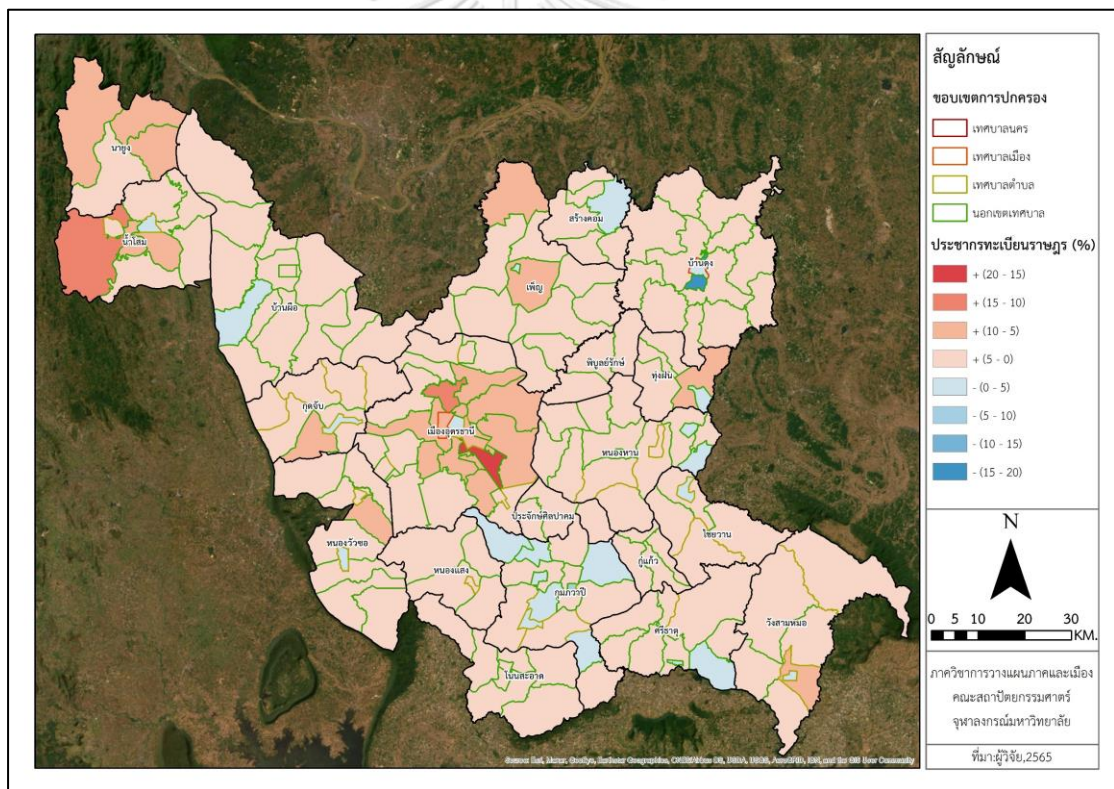 นายูง
น้ำโสม
บ้านผือ
สร้างคอม
เพ็ญ
บ้านดุง
พิบูลย์รักษ์
ทุ่งฝน
กุดจับ
เมืองอุดรธานี
หนองหาน
ประจักษ์ศิลปาคม
ไชยวาน
หนองวัวซอ
หนองแสง
กู่แก้ว
กุมภวาปี
ศรีธาตุ
วังสามหมอ
โนนสะอาด
สัญลักษณ์
ขอบเขตการปกครอง
เทศบาลนคร
เทศบาลเมือง
เทศบาลตำบล
นอกเขตเทศบาล
ประชากรทะเบียนราษฎร (%)
+ (20 - 15)
+ (15 - 10)
+ (10 - 5)
+ (5 - 0)
- (0 - 5)
- (5 - 10)
- (10 - 15)
- (15 - 20)
N
0 5 10 20 30
KM.
ภาควิชาการวางแผนภาคและเมือง
คณะสถาปัตยกรรมศาตร์
จุฬาลงกรณ์มหาวิทยาลัย
ที่มา:ผู้วิจัย,2565